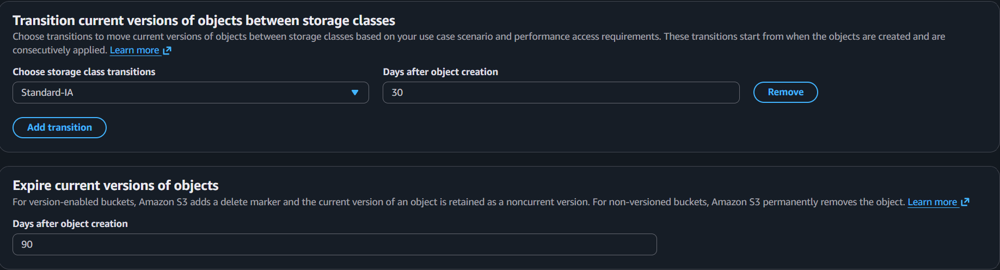 Transition current versions of objects between storage classes
Choose transitions to move current versions of objects between storage classes based on your use case scenario and performance access requirements. These transitions start from when the objects are created and are
consecutively applied. Learn more
Choose storage class transitions
Days after object creation
Standard-IA
30
Remove
Add transition
Expire current versions of objects
For version-enabled buckets, Amazon S3 adds a delete marker and the current version of an object is retained as a noncurrent version. For non-versioned buckets, Amazon S3 permanently removes the object. Learn more
Days after object creation
90